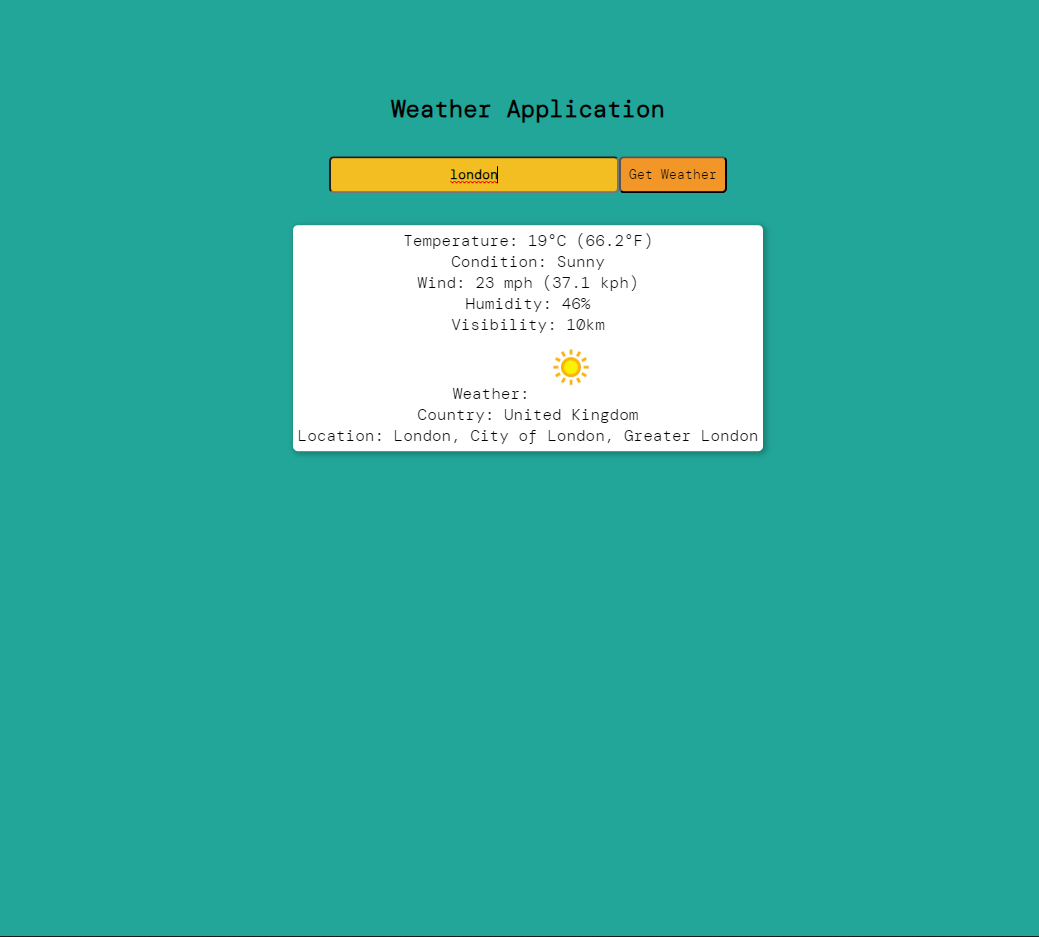 Weather Application
london
Get Weather
Temperature: 19°C (66.2°F)
Condition: Sunny
Wind: 23 mph (37.1 kph)
Humidity: 46%
Visibility: 10km
Weather:
Country: United Kingdom
Location: London, City of London, Greater London